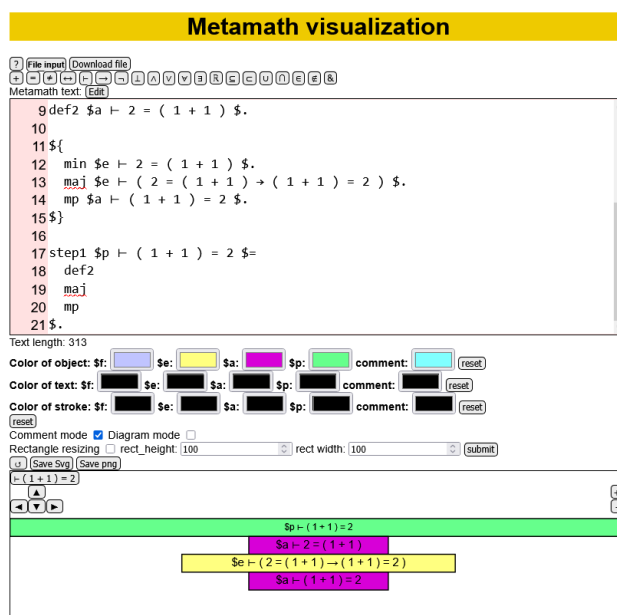 Metamath visualization
? File input Download file
+ = ≠ ↔ ⊢ → ¬ ⊥ ∧ ∨ ∀ ∃ ℝ ⊆ ⊂ ∪ ∩ ∈ ∉ &
Metamath text: Edit
9 def2 $a ⊢ 2 = ( 1 + 1 ) $.
10
11 ${
12 min $e ⊢ 2 = ( 1 + 1 ) $.
13 maj $e ⊢ ( 2 = ( 1 + 1 ) → ( 1 + 1 ) = 2 ) $.
14 mp $a ⊢ ( 1 + 1 ) = 2 $.
15 $}
16
17 step1 $p ⊢ ( 1 + 1 ) = 2 $=
18 def2
19 maj
20 mp
21 $.
Text length: 313
Color of object: $f: $e: $a: $p: comment: reset
Color of text: $f: $e: $a: $p: comment: reset
Color of stroke: $f: $e: $a: $p: comment: reset
reset
Comment mode Diagram mode
Rectangle resizing rect_height: 100 rect width: 100 submit
↺ Save Svg Save png
⊢ ( 1 + 1 ) = 2
▲
◄ ▼ ►
$p ⊢ ( 1 + 1 ) = 2
$a ⊢ 2 = ( 1 + 1 )
$e ⊢ ( 2 = ( 1 + 1 ) → ( 1 + 1 ) = 2 )
$a ⊢ ( 1 + 1 ) = 2